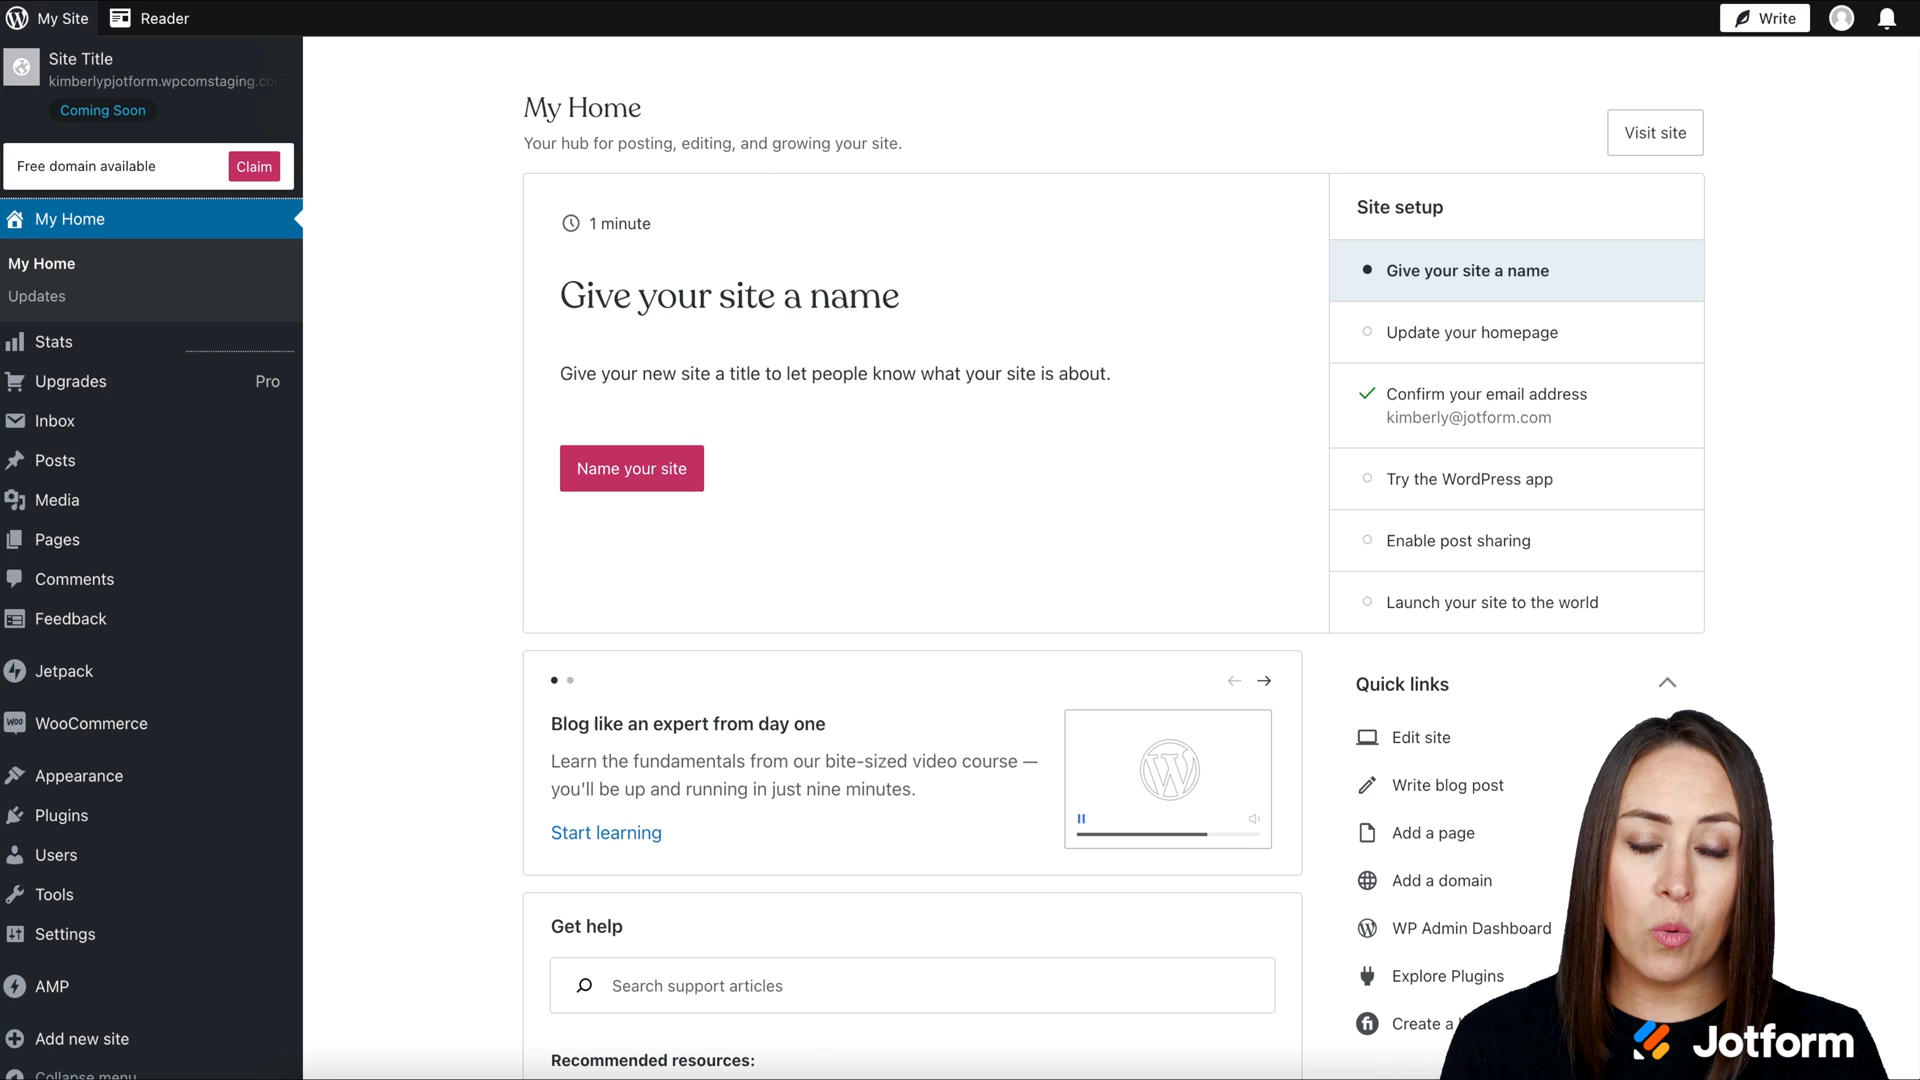 My Site
Reader
Write
Site Title
kimberlypjotform.wpcomstaging.co
Coming Soon
Free domain available
Claim
My Home
My Home
Updates
Stats
Upgrades
Pro
Inbox
Posts
Media
Pages
Comments
Feedback
Jetpack
WooCommerce
Appearance
Plugins
Users
Tools
Settings
AMP
Add new site
Collapse menu
My Home
Your hub for posting, editing, and growing your site.
Visit site
1 minute
Give your site a name
Give your new site a title to let people know what your site is about.
Name your site
Site setup
Give your site a name
Update your homepage
Confirm your email address
kimberly@jotform.com
Try the WordPress app
Enable post sharing
Launch your site to the world
Blog like an expert from day one
Learn the fundamentals from our bite-sized video course —
you'll be up and running in just nine minutes.
Start learning
Get help
Search support articles
Recommended resources:
Quick links
Edit site
Write blog post
Add a page
Add a domain
WP Admin Dashboard
Explore Plugins
Create a
Jotform